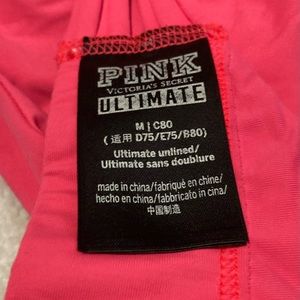 PINK
VICTORIA'S SECRET
ULTIMATE
M | C80
(适用 D75/E75/B80)
Ultimate unlined/
Ultimate sans doublure
made in china/fabriqué en chine/
hecho en china/fabbricato in cina/
中国制造